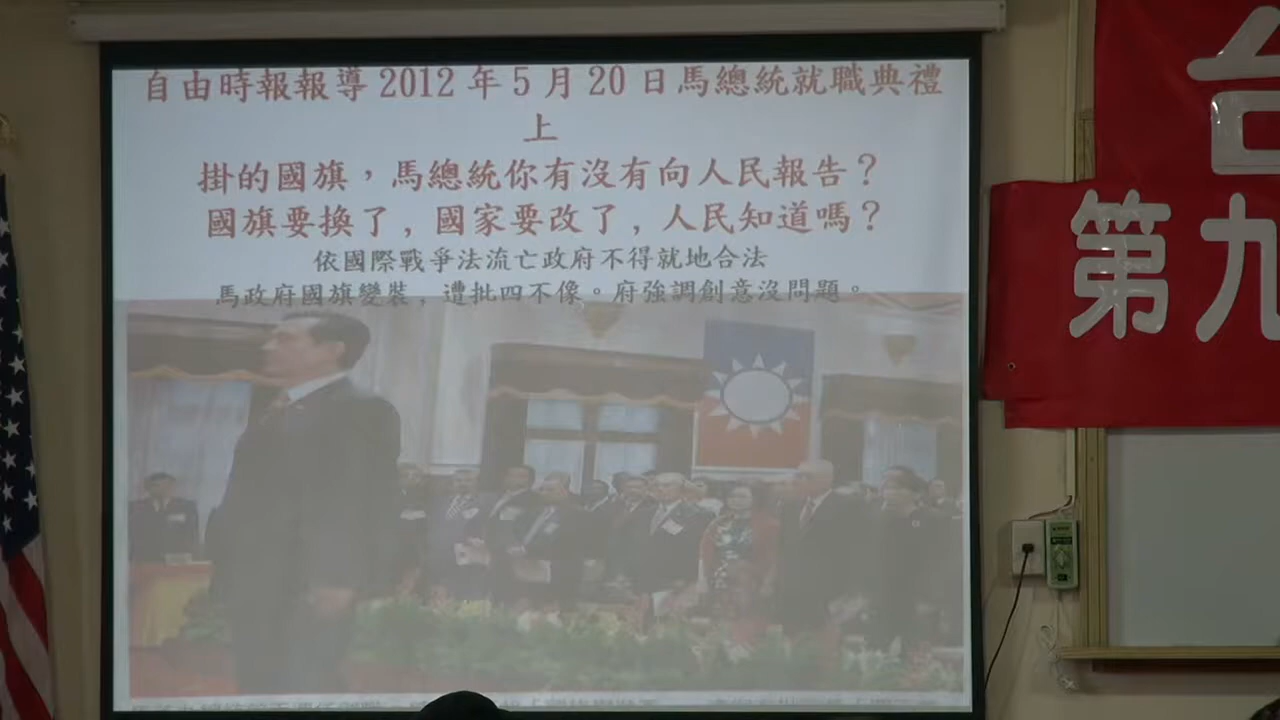 自由時報報導2012年5月20日馬總統就職典禮
上
掛的國旗，馬總統你有沒有向人民報告？
國旗要換了，國家要改了，人民知道嗎？
依國際戰爭法流亡政府不得就地合法
馬政府國旗變裝，遭批四不像。府強調創意沒問題。
台
第九